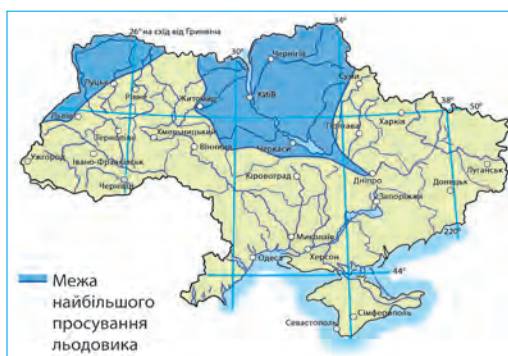 26° на схід від Гринвіча
30°
34°
Чернігів
Луцьк
Рівне
Житомир
КИЇВ
Суми
38°
50°
Львів
Тернопіль
Хмельницький
Полтава
Харків
Ужгород
Івано-Франківськ
Вінниця
Черкаси
Луганськ
Чернівці
Кіровоград
Дніпро
Донецьк
Запоріжжя
Миколаїв
220°
Одеса
Херсон
44°
Межа
найбільшого
просування
льодовика
Сімферополь
Севастополь